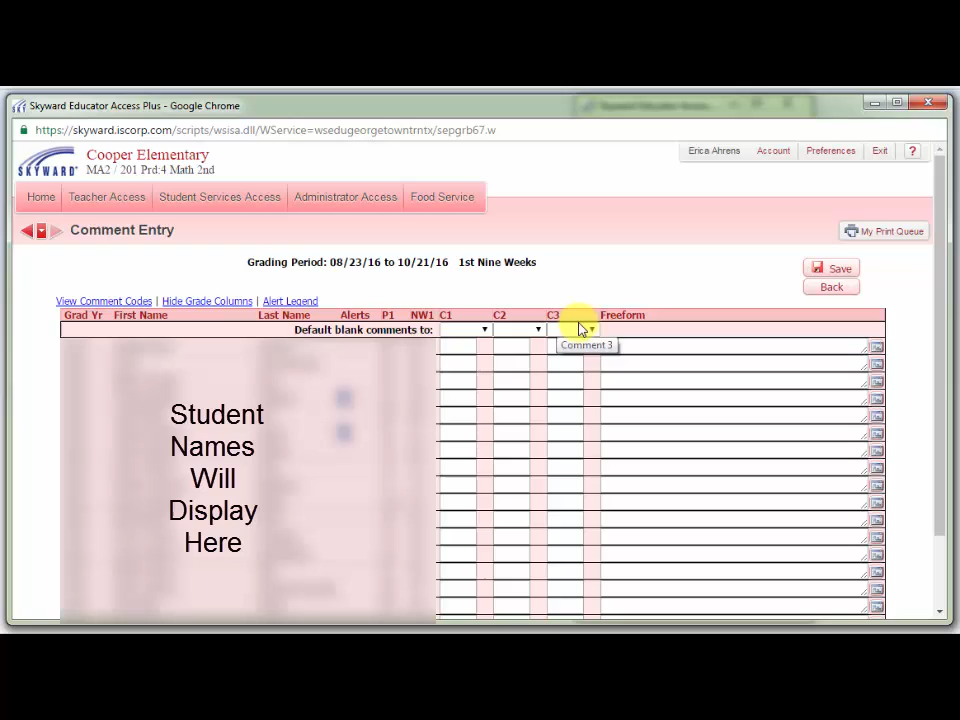 Skyward Educator Access Plus - Google Chrome
https://skyward.iscorp.com/scripts/wsisa.dll/WService=wsedugeorgetowntrntx/sepgrb67.w
SKYWARD
Cooper Elementary
MA2 / 201 Prd:4 Math 2nd
Erica Ahrens Account Preferences Exit ?
Home Teacher Access Student Services Access Administrator Access Food Service
Comment Entry
My Print Queue
Grading Period: 08/23/16 to 10/21/16 1st Nine Weeks
Save
Back
View Comment Codes | Hide Grade Columns | Alert Legend
Grad Yr First Name Last Name Alerts P1 NW1 C1 C2 C3 Freeform
Default blank comments to:
Comment 3
Student
Names
Will
Display
Here